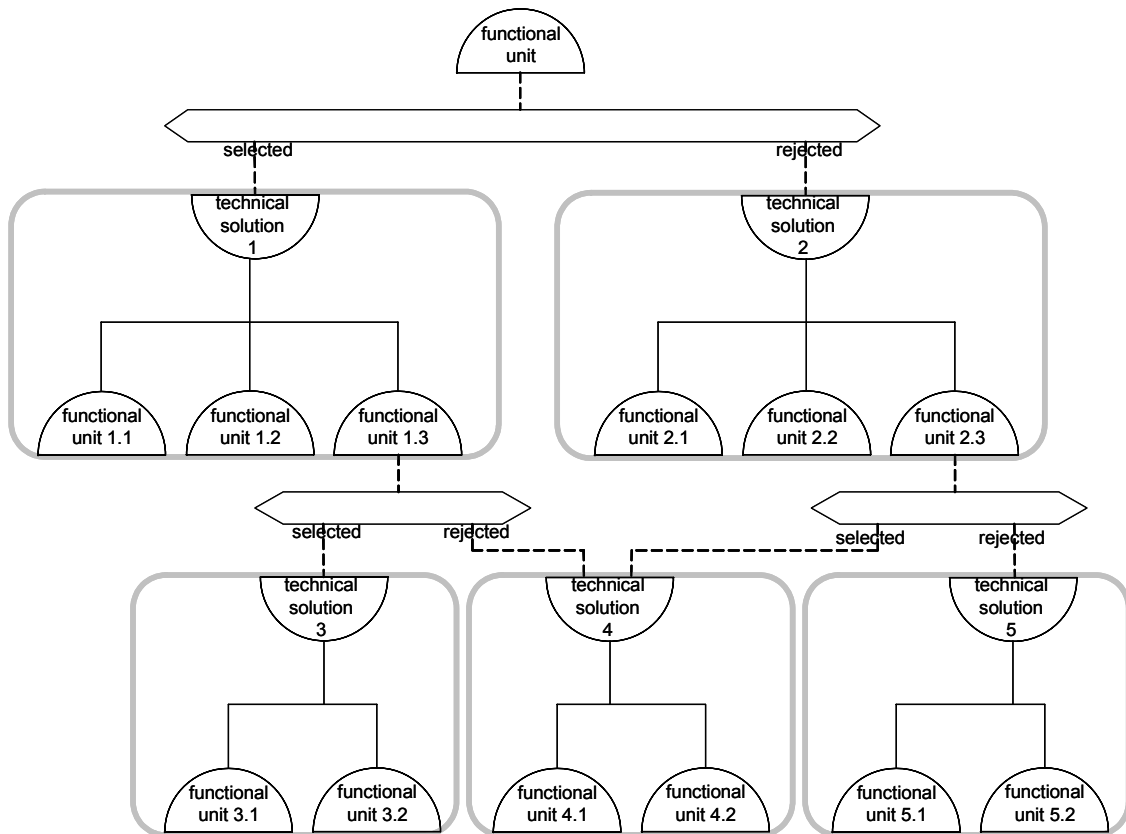 functional
unit
selected
rejected
technical
solution
1
technical
solution
2
functional
unit 1.1
functional
unit 1.2
functional
unit 1.3
functional
unit 2.1
functional
unit 2.2
functional
unit 2.3
selected
rejected
selected
rejected
technical
solution
3
technical
solution
4
technical
solution
5
functional
unit 3.1
functional
unit 3.2
functional
unit 4.1
functional
unit 4.2
functional
unit 5.1
functional
unit 5.2